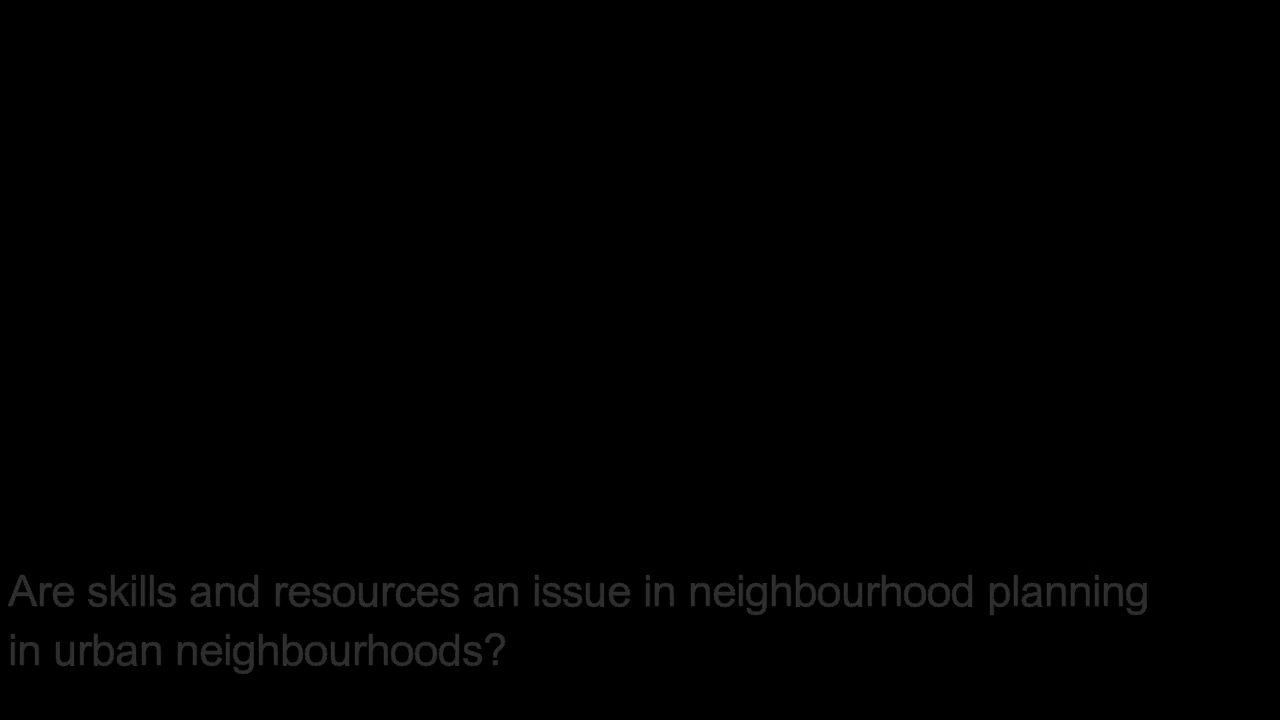 Are skills and resources an issue in neighbourhood planning
in urban neighbourhoods?